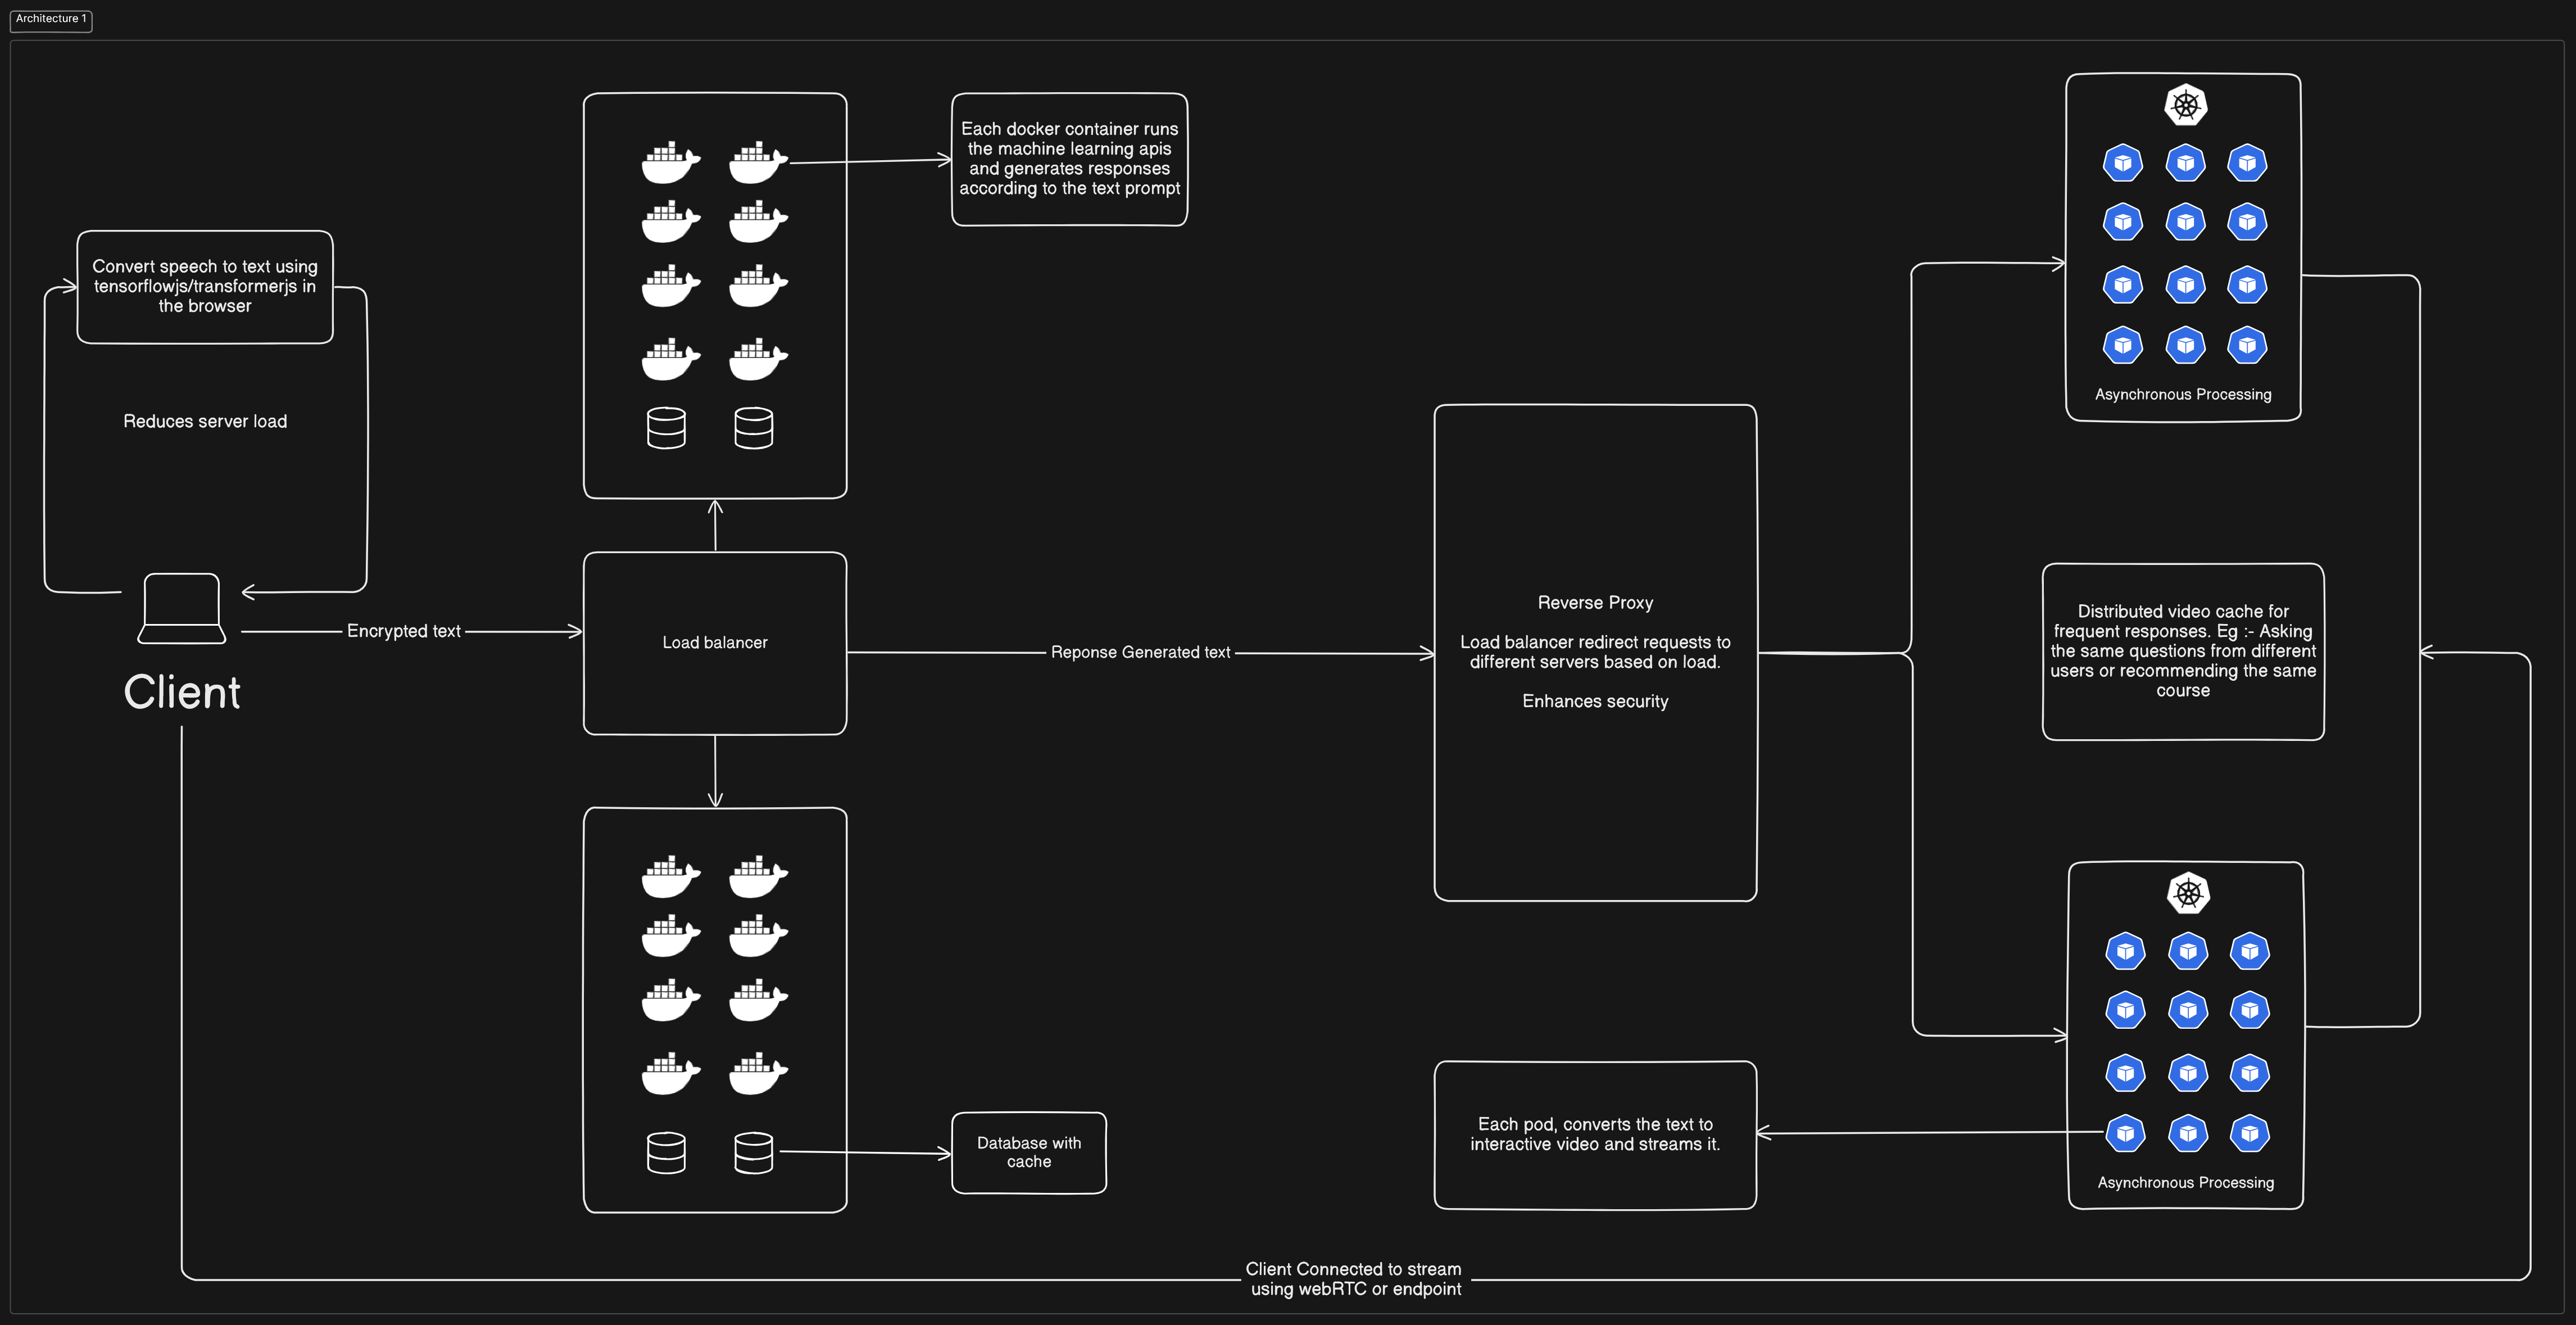 Architecture 1
Each docker container runs
the machine learning apis
and generates responses
according to the text prompt
Convert speech to text using
tensorflowjs/transformerjs in
the browser
Reduces server load
Asynchronous Processing
Client
Encrypted text
Load balancer
Reponse Generated text
Reverse Proxy
Load balancer redirect requests to
different servers based on load.
Enhances security
Distributed video cache for
frequent responses. Eg :- Asking
the same questions from different
users or recommending the same
course
Database with
cache
Each pod, converts the text to
interactive video and streams it.
Asynchronous Processing
Client Connected to stream
using webRTC or endpoint